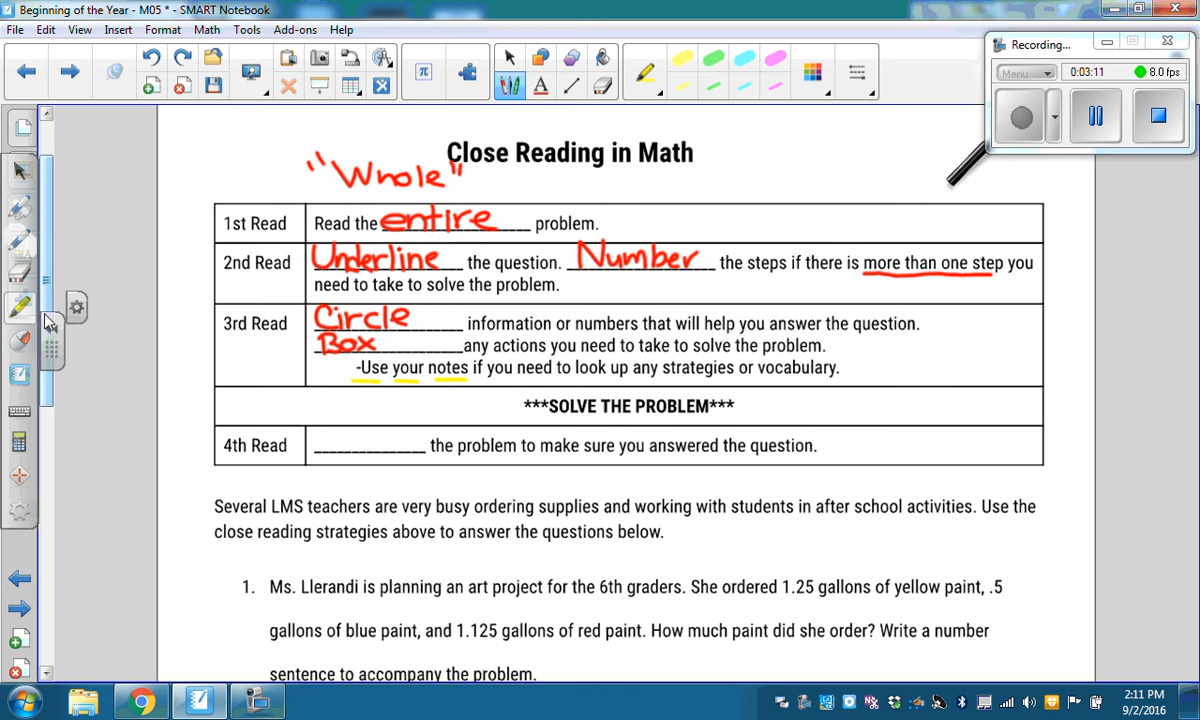 Beginning of the Year - M05 * - SMART Notebook
File Edit View Insert Format Math Tools Add-ons Help
Recording...
Menu 0:03:11 8.0 fps
Close Reading in Math
"Whole"
1st Read Read the entire problem.
2nd Read Underline the question. Number the steps if there is more than one step you
need to take to solve the problem.
3rd Read Circle information or numbers that will help you answer the question.
Box any actions you need to take to solve the problem.
-Use your notes if you need to look up any strategies or vocabulary.
***SOLVE THE PROBLEM***
4th Read ______________ the problem to make sure you answered the question.
Several LMS teachers are very busy ordering supplies and working with students in after school activities. Use the
close reading strategies above to answer the questions below.
1. Ms. Llerandi is planning an art project for the 6th graders. She ordered 1.25 gallons of yellow paint, .5
gallons of blue paint, and 1.125 gallons of red paint. How much paint did she order? Write a number
sentence to accompany the problem.
2:11 PM
9/2/2016